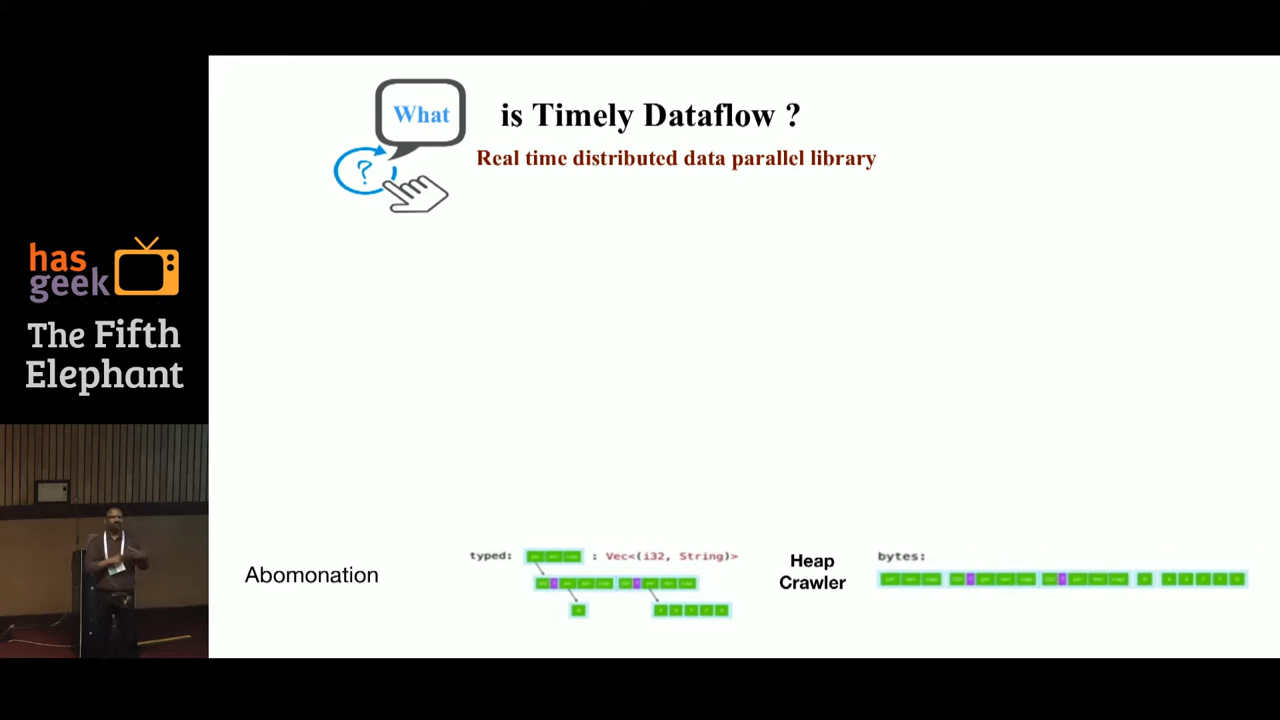 What
is Timely Dataflow ?
?
Real time distributed data parallel library
has
geek
The Fifth
Elephant
Abomonation
typed:
: Vec<(i32, String)>
Heap
Crawler
bytes: